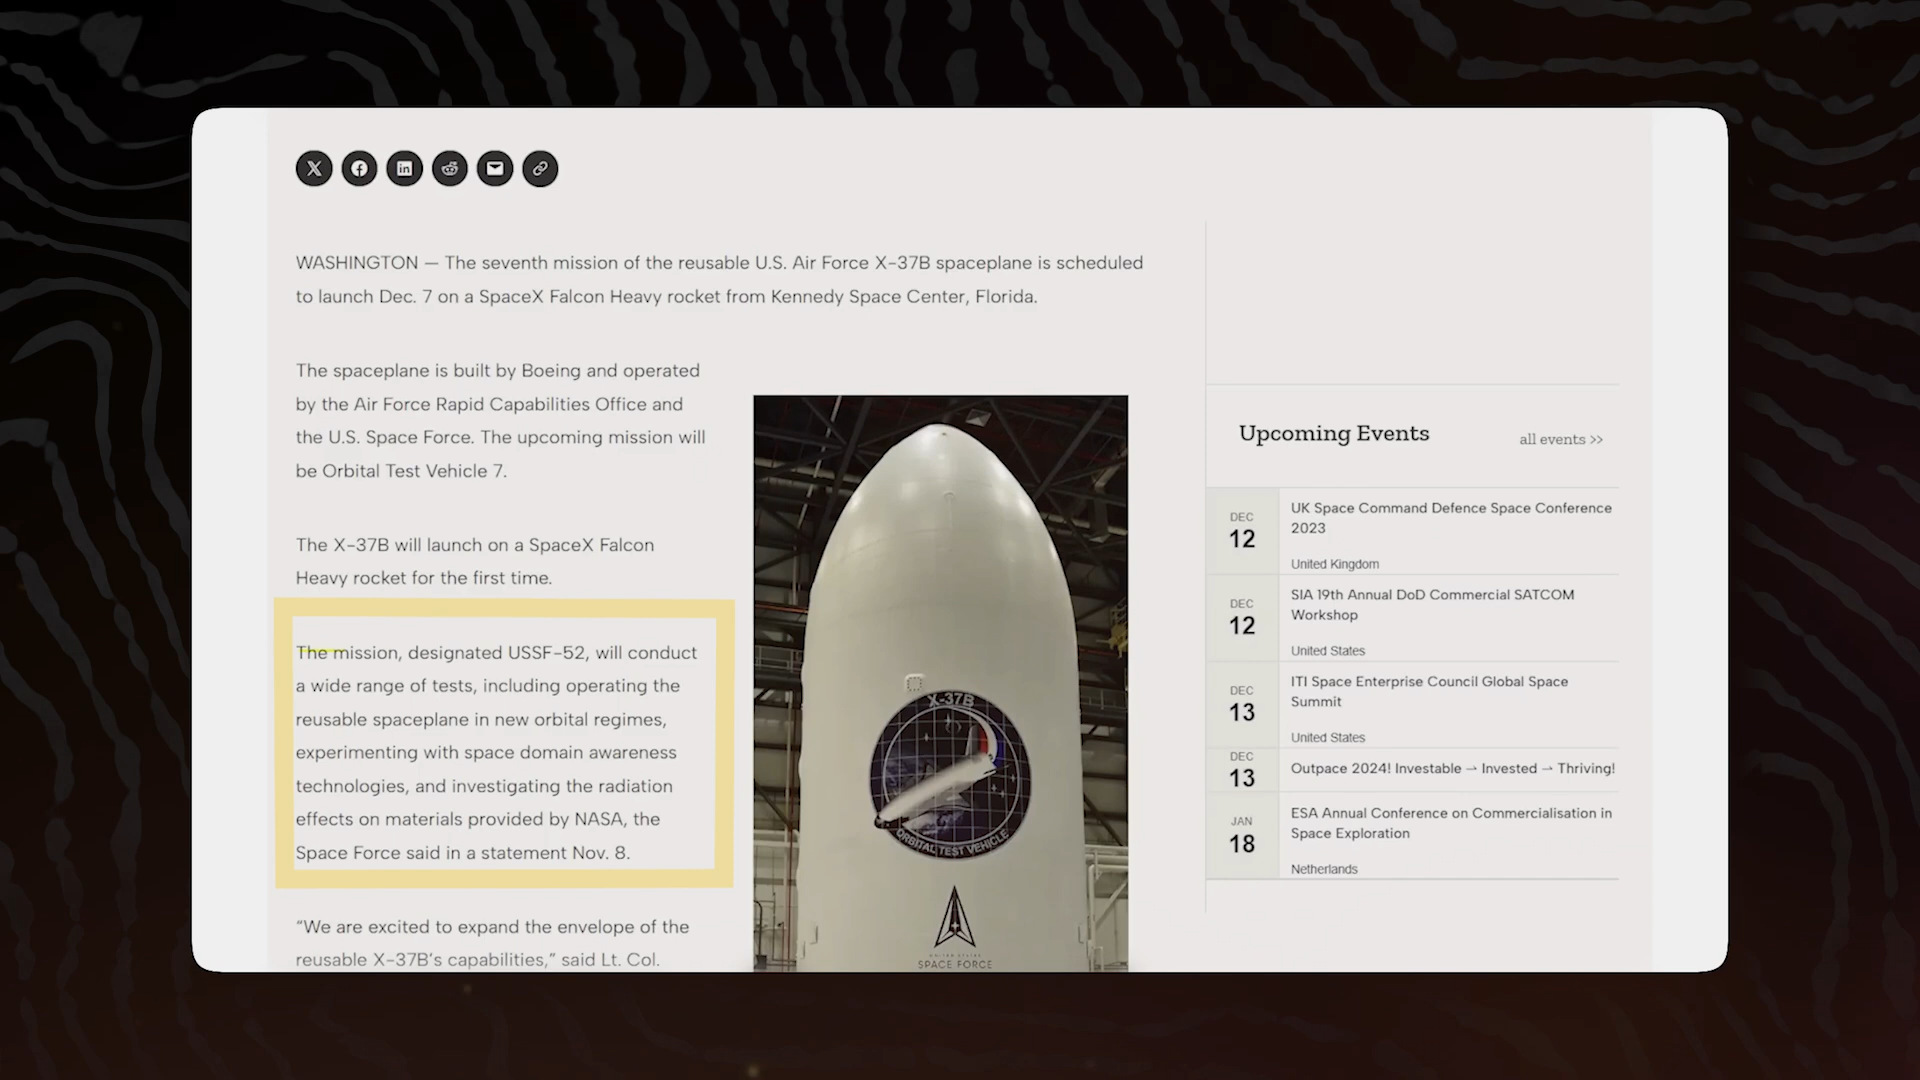 WASHINGTON — The seventh mission of the reusable U.S. Air Force X-37B spaceplane is scheduled
to launch Dec. 7 on a SpaceX Falcon Heavy rocket from Kennedy Space Center, Florida.
The spaceplane is built by Boeing and operated
by the Air Force Rapid Capabilities Office and
the U.S. Space Force. The upcoming mission will
be Orbital Test Vehicle 7.
The X-37B will launch on a SpaceX Falcon
Heavy rocket for the first time.
The mission, designated USSF-52, will conduct
a wide range of tests, including operating the
reusable spaceplane in new orbital regimes,
experimenting with space domain awareness
technologies, and investigating the radiation
effects on materials provided by NASA, the
Space Force said in a statement Nov. 8.
“We are excited to expand the envelope of the
reusable X-37B’s capabilities,” said Lt. Col.
X-37B
ORBITAL TEST VEHICLE
UNITED STATES
SPACE FORCE
Upcoming Events
all events >>
DEC
12
UK Space Command Defence Space Conference
2023
United Kingdom
DEC
12
SIA 19th Annual DoD Commercial SATCOM
Workshop
United States
DEC
13
ITI Space Enterprise Council Global Space
Summit
United States
DEC
13
Outpace 2024! Investable → Invested → Thriving!
JAN
18
ESA Annual Conference on Commercialisation in
Space Exploration
Netherlands